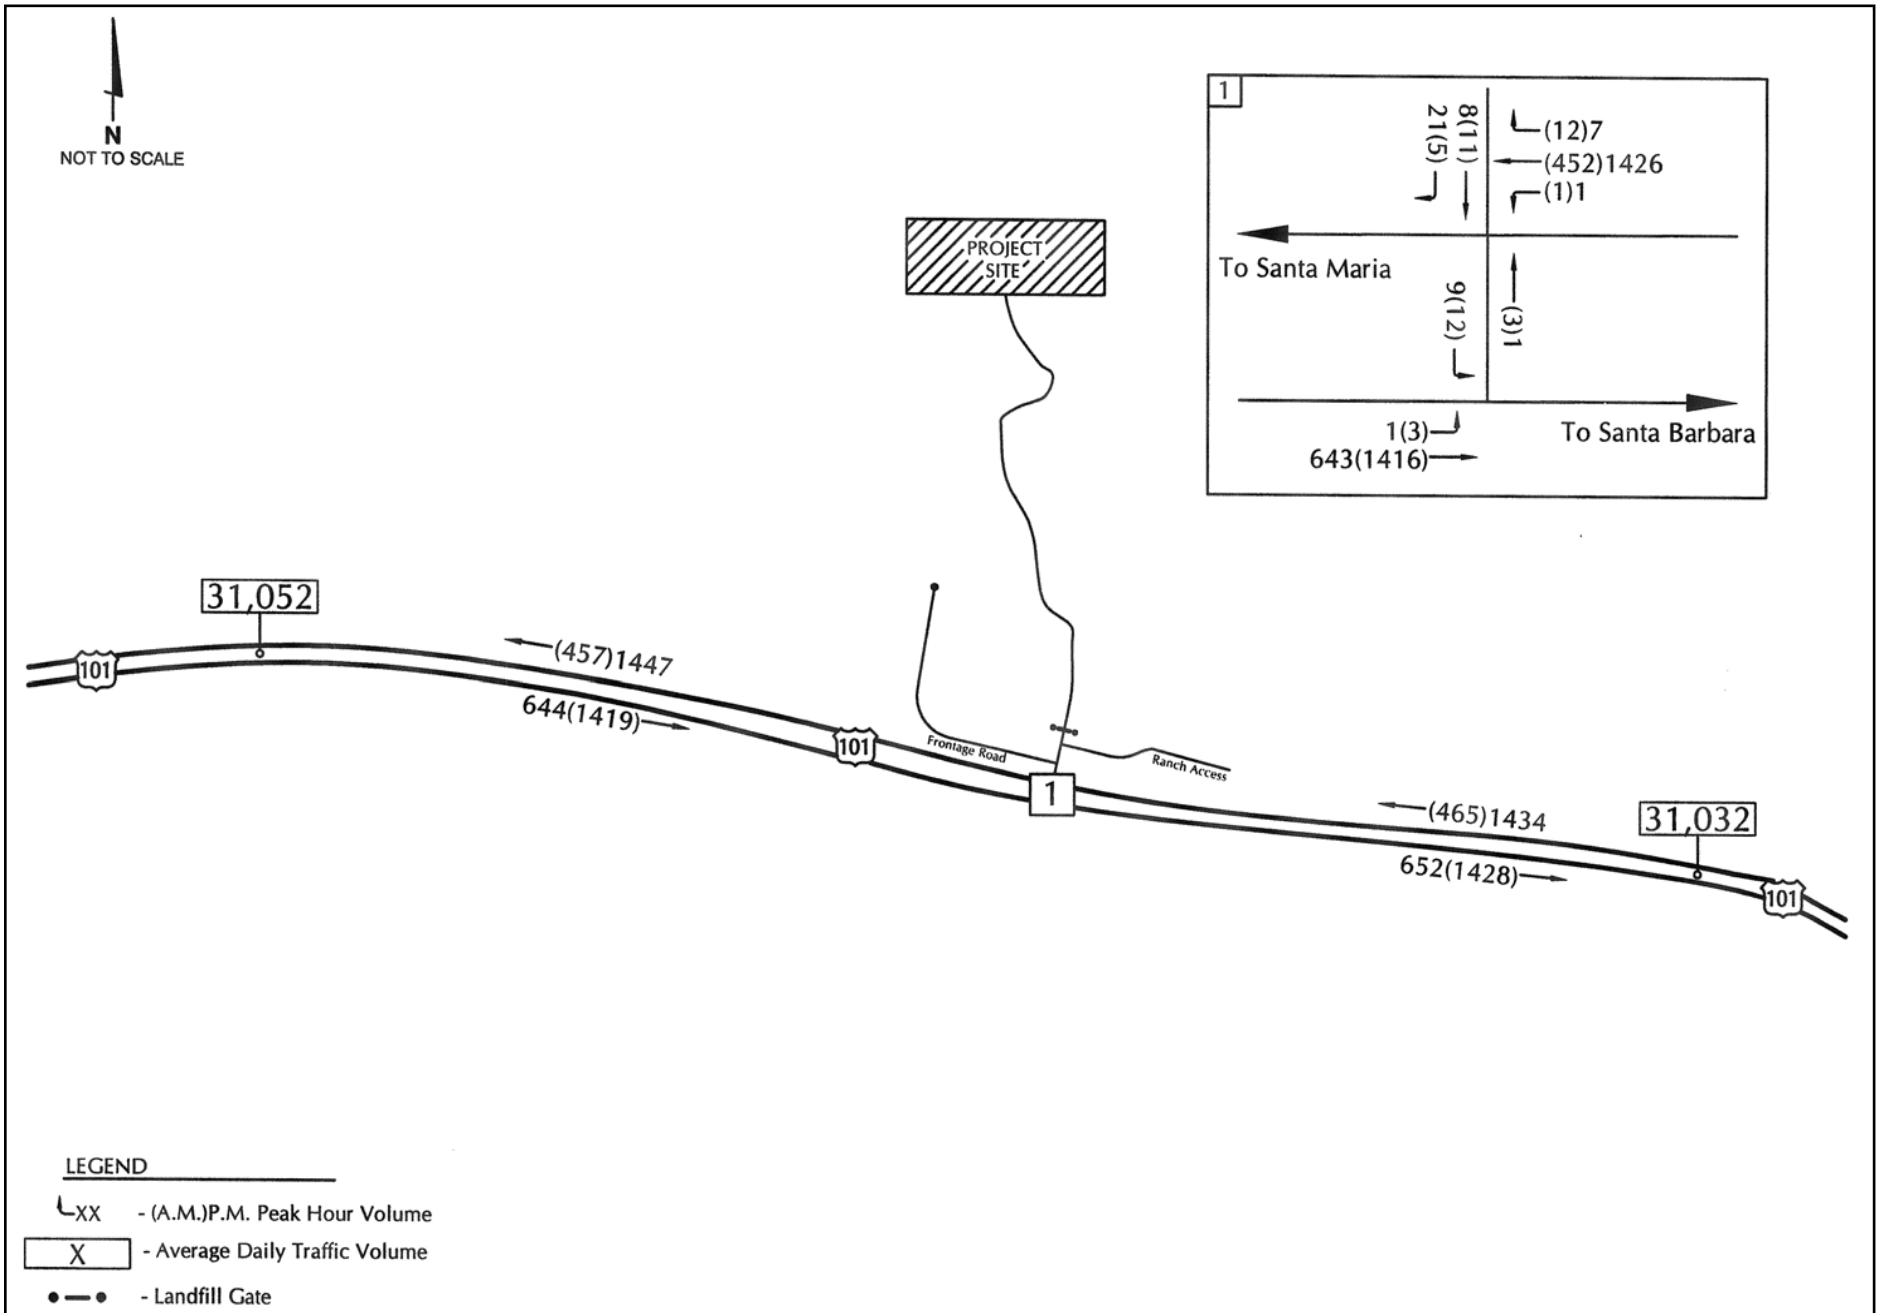 N
NOT TO SCALE
1
21(5)
8(11)
(12)7
(452)1426
(1)1
To Santa Maria
9(12)
(3)1
1(3)
643(1416)
To Santa Barbara
PROJECT
SITE
31,052
101
(457)1447
644(1419)
101
Frontage Road
Ranch Access
1
(465)1434
652(1428)
31,032
101
LEGEND
XX - (A.M.)P.M. Peak Hour Volume
X - Average Daily Traffic Volume
- Landfill Gate